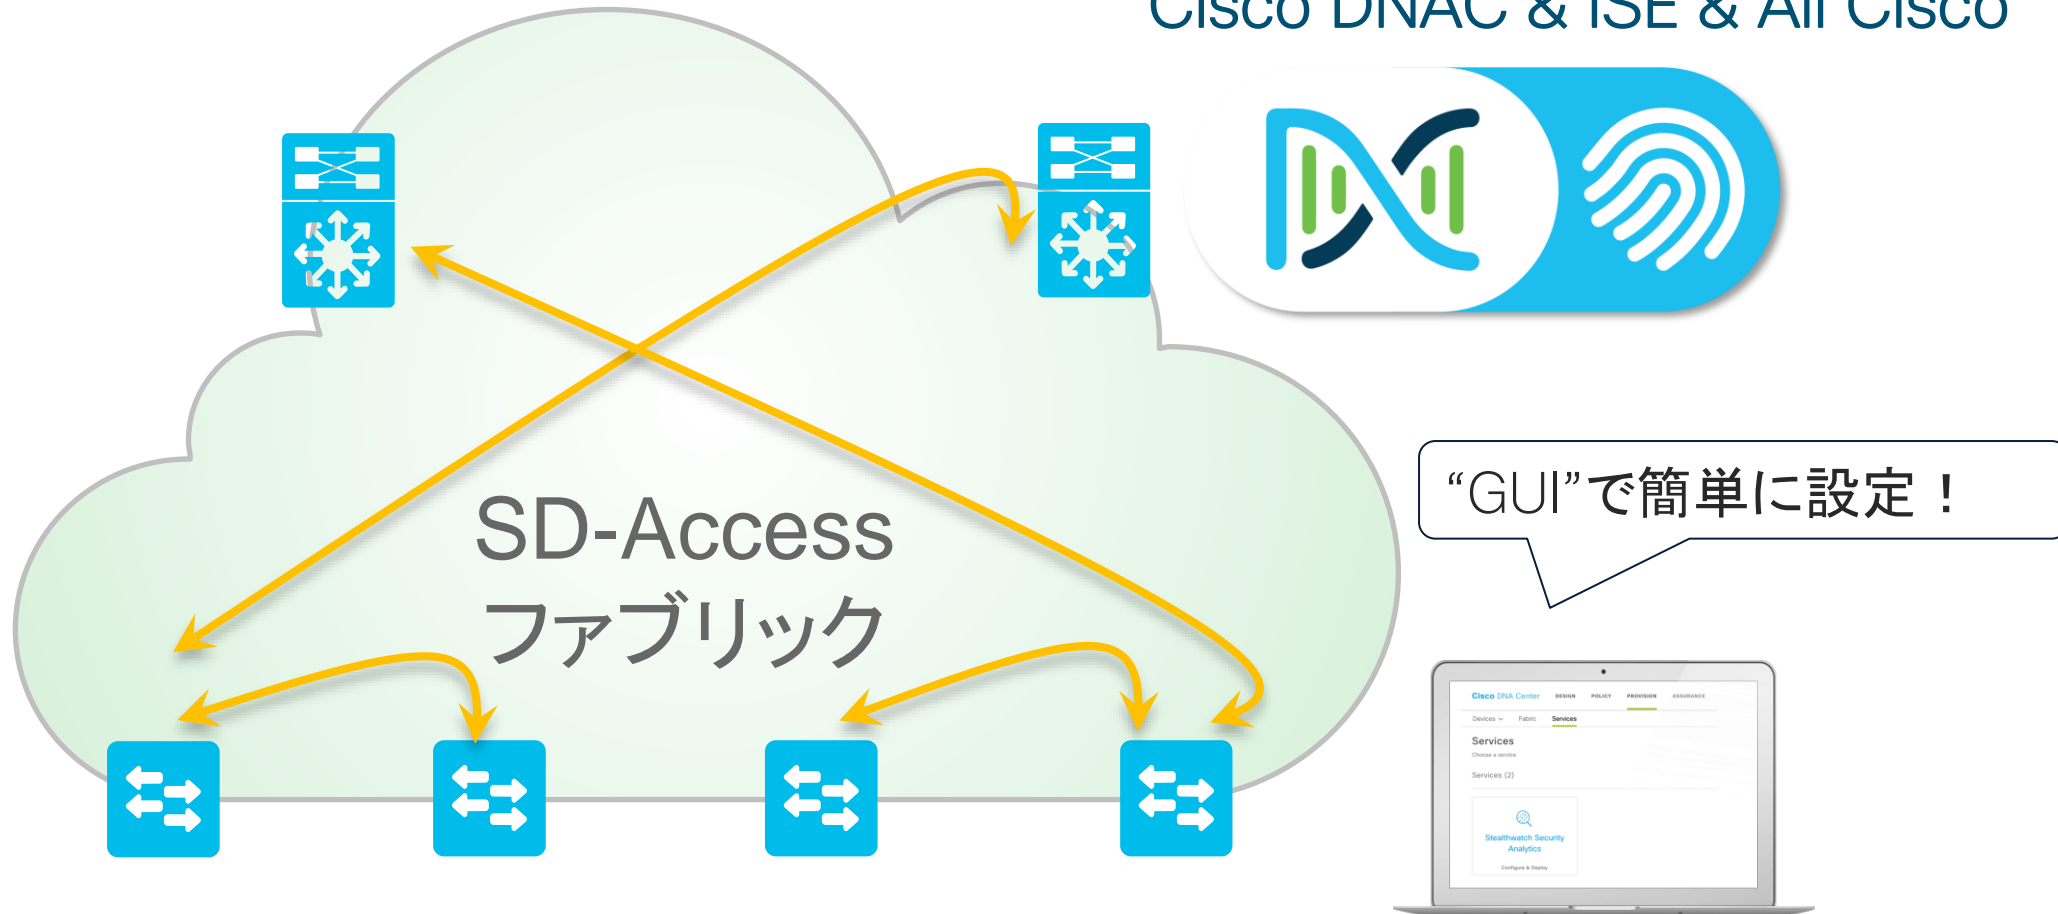 Cisco DNAC & ISE & All Cisco
SD-Access
ファブリック
“GUI”で簡単に設定！
Cisco DNA Center DESIGN POLICY PROVISION ASSURANCE
Devices Fabric Services
Services
Choose a service
Services (2)
Stealthwatch Security
Analytics
Configure & Deploy